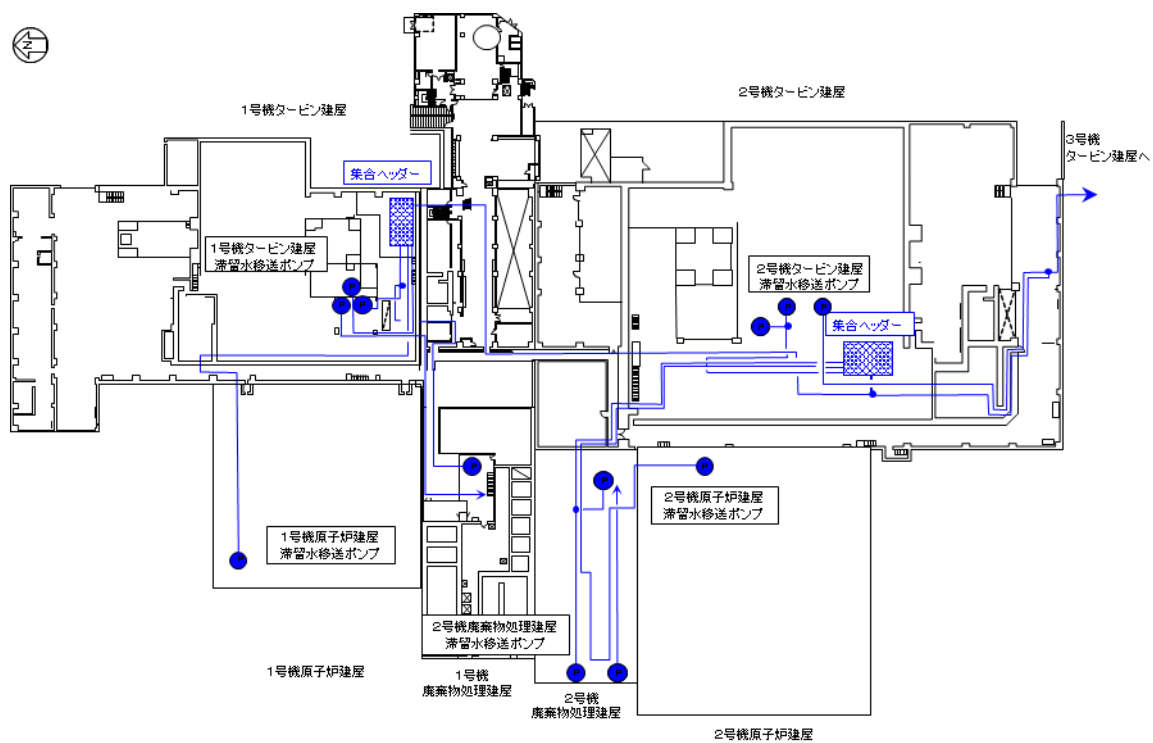 N
2号機タービン建屋
1号機タービン建屋
3号機
タービン建屋へ
集合ヘッダー
1号機タービン建屋
滞留水移送ポンプ
2号機タービン建屋
滞留水移送ポンプ
集合ヘッダー
P
P
P
P
P
P
P
P
P
2号機原子炉建屋
滞留水移送ポンプ
1号機原子炉建屋
滞留水移送ポンプ
P
2号機廃棄物処理建屋
滞留水移送ポンプ
P
P
1号機原子炉建屋
1号機
廃棄物処理建屋
2号機
廃棄物処理建屋
2号機原子炉建屋